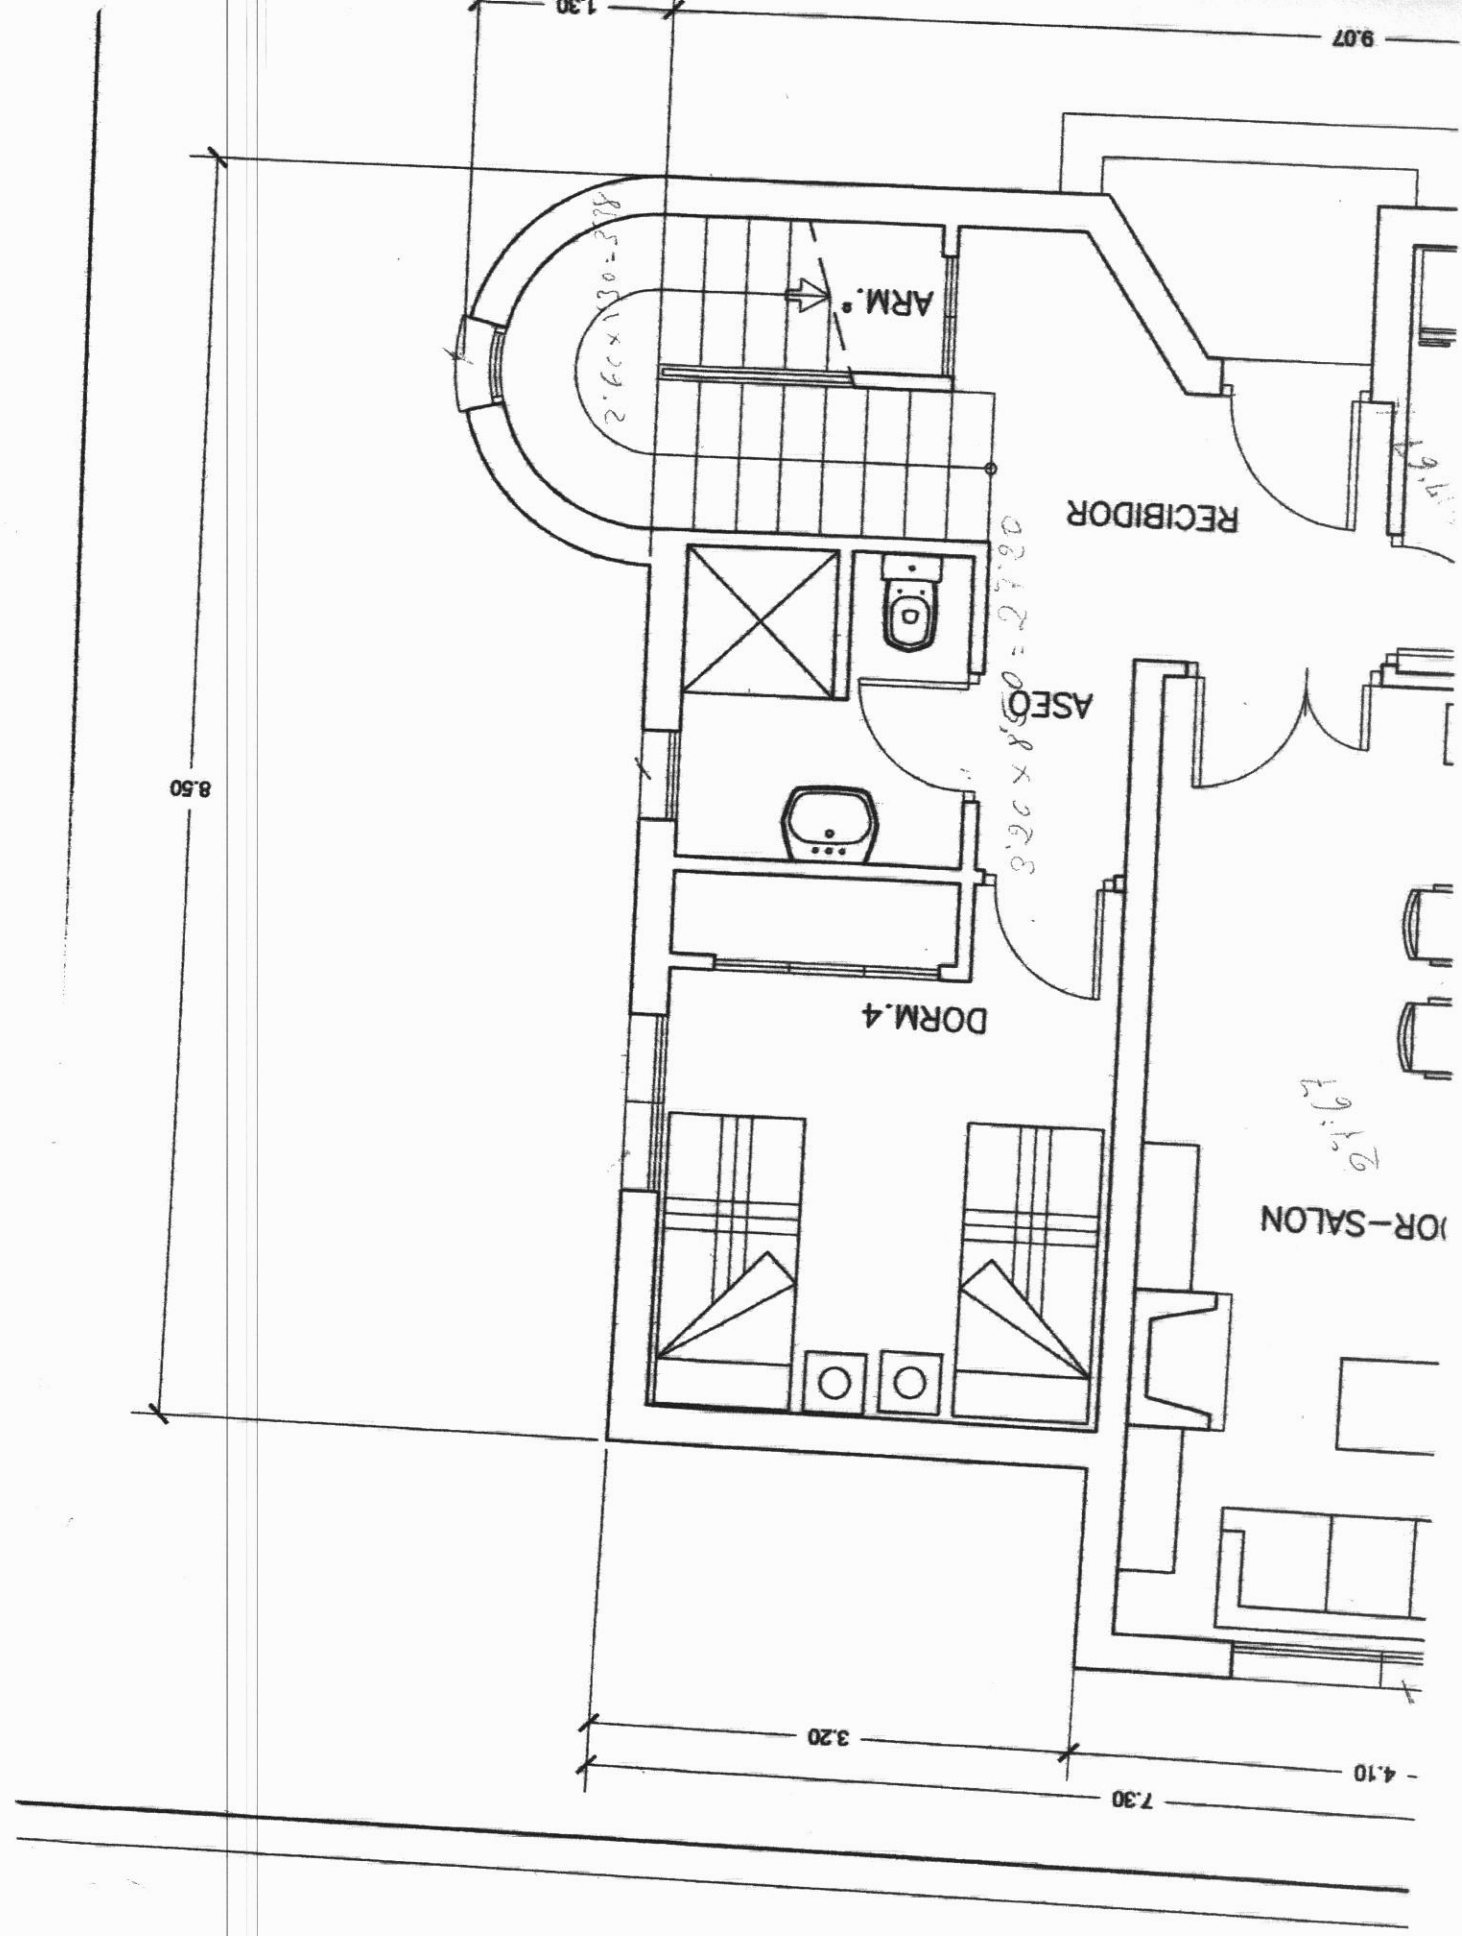 7.30
4.10
3.20
OR-SALON
DORM.4
8.50
ASEO
3'20 x 8'50 = 27'20
RECIBIDOR
ARM.º
2'60 x 1'30 = 3'38
9.07
1.30